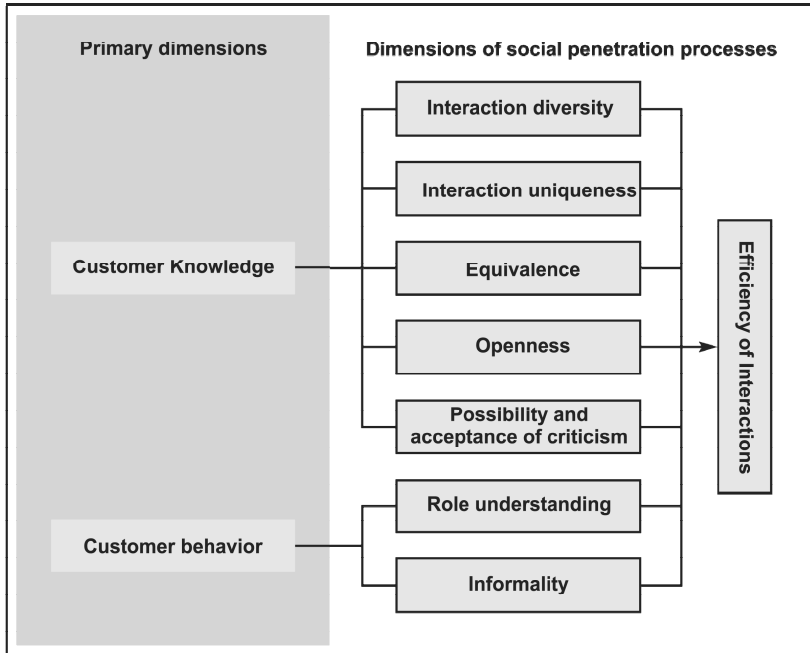 Primary dimensions
Dimensions of social penetration processes
Interaction diversity
Interaction uniqueness
Customer Knowledge
Equivalence
Openness
Possibility and
acceptance of criticism
Role understanding
Customer behavior
Informality
Efficiency of Interactions